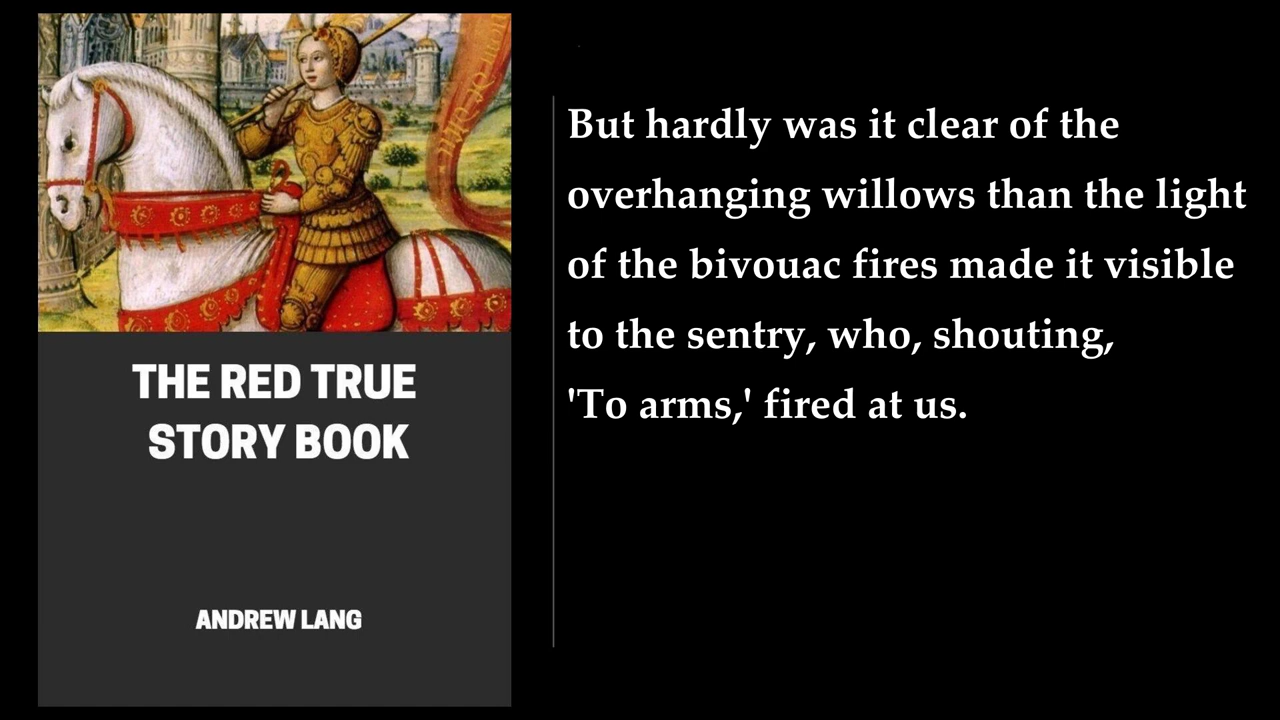 THE RED TRUE
STORY BOOK
ANDREW LANG
But hardly was it clear of the
overhanging willows than the light
of the bivouac fires made it visible
to the sentry, who, shouting,
'To arms,' fired at us.